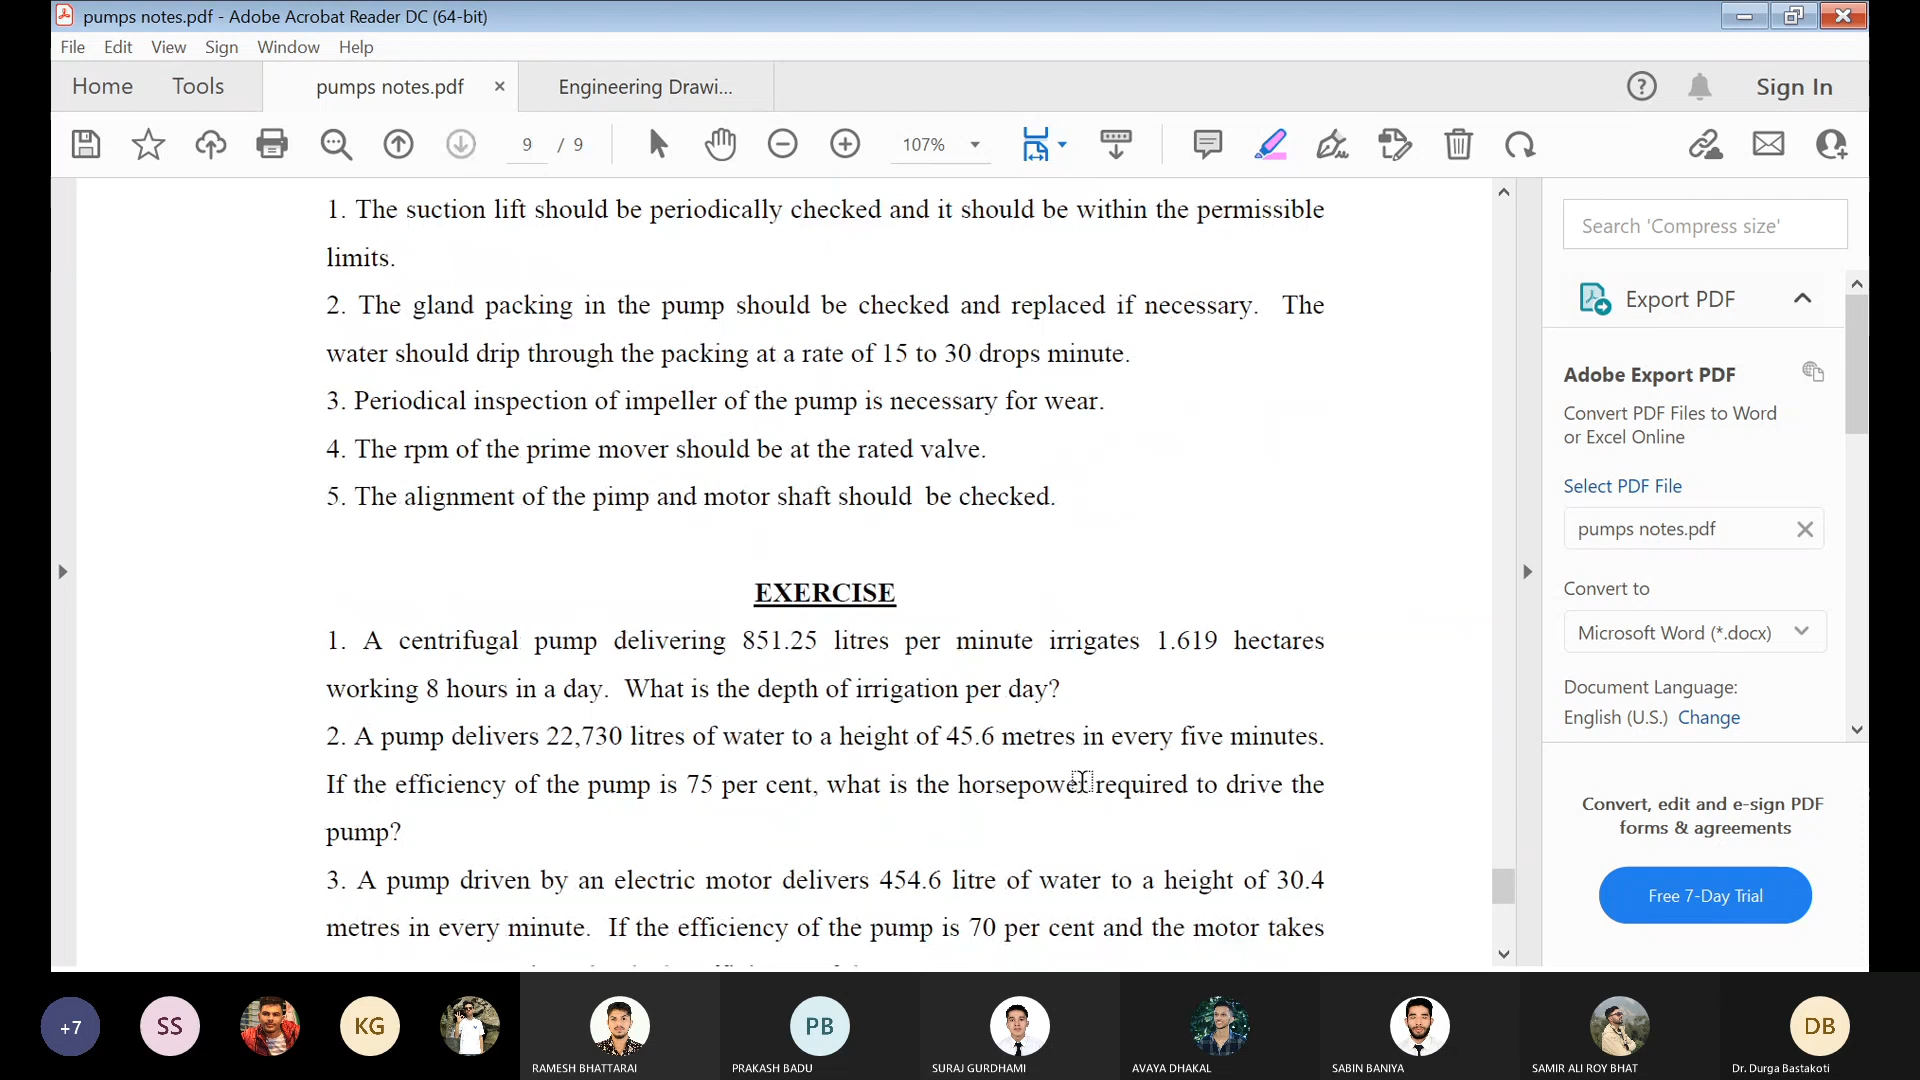 pumps notes.pdf - Adobe Acrobat Reader DC (64-bit)
File Edit View Sign Window Help
Home Tools pumps notes.pdf × Engineering Drawi... Sign In
9 / 9 107%
1. The suction lift should be periodically checked and it should be within the permissible
limits.
2. The gland packing in the pump should be checked and replaced if necessary. The
water should drip through the packing at a rate of 15 to 30 drops minute.
3. Periodical inspection of impeller of the pump is necessary for wear.
4. The rpm of the prime mover should be at the rated valve.
5. The alignment of the pimp and motor shaft should be checked.
EXERCISE
1. A centrifugal pump delivering 851.25 litres per minute irrigates 1.619 hectares
working 8 hours in a day. What is the depth of irrigation per day?
2. A pump delivers 22,730 litres of water to a height of 45.6 metres in every five minutes.
If the efficiency of the pump is 75 per cent, what is the horsepower required to drive the
pump?
3. A pump driven by an electric motor delivers 454.6 litre of water to a height of 30.4
metres in every minute. If the efficiency of the pump is 70 per cent and the motor takes
Search 'Compress size'
Export PDF
Adobe Export PDF
Convert PDF Files to Word
or Excel Online
Select PDF File
pumps notes.pdf
Convert to
Microsoft Word (*.docx)
Document Language:
English (U.S.) Change
Convert, edit and e-sign PDF
forms & agreements
Free 7-Day Trial
+7 SS KG PB DB
RAMESH BHATTARAI PRAKASH BADU SURAJ GURDHAMI AVAYA DHAKAL SABIN BANIYA SAMIR ALI ROY BHAT Dr. Durga Bastakoti